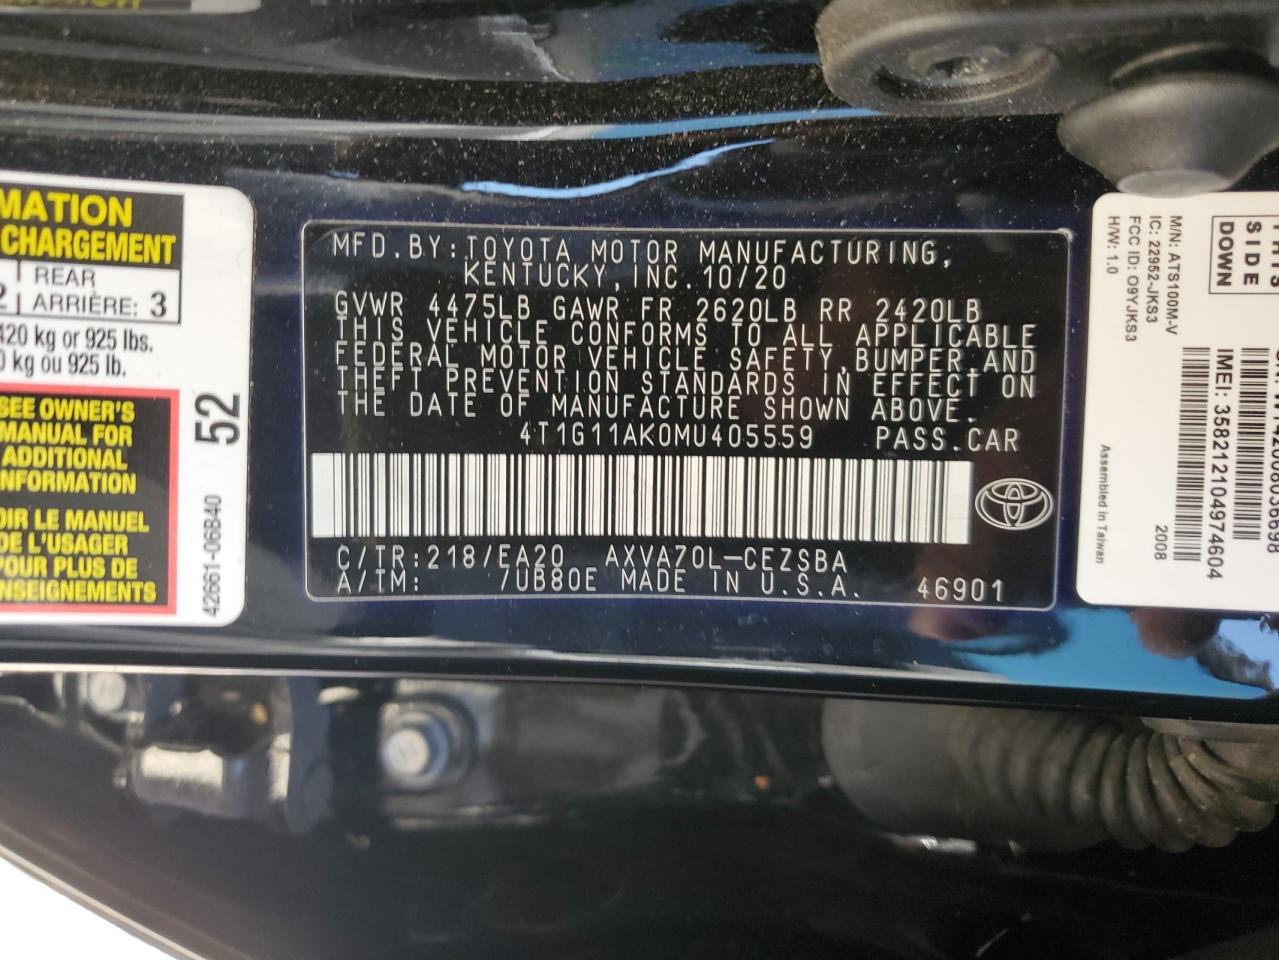 MATION
CHARGEMENT
2 REAR
ARRIÈRE: 3
420 kg or 925 lbs.
0 kg ou 925 lb.
SEE OWNER'S
MANUAL FOR
ADDITIONAL
NFORMATION
OIR LE MANUEL
DE L'USAGER
POUR PLUS DE
RENSEIGNEMENTS
52
42661-06B40
MFD. BY: TOYOTA MOTOR MANUFACTURING,
KENTUCKY, INC. 10/20
GVWR 4475LB GAWR FR 2620LB RR 2420LB
THIS VEHICLE CONFORMS TO ALL APPLICABLE
FEDERAL MOTOR VEHICLE SAFETY, BUMPER, AND
THEFT PREVENTION STANDARDS IN EFFECT ON
THE DATE OF MANUFACTURE SHOWN ABOVE.
4T1G11AK0MU405559 PASS.CAR
C/TR: 218/EA20 AXVA70L-CEZSBA
A/TM: 7UB80E MADE IN U.S.A. 46901
SIDE
DOWN
M/N: ATS100M-V
IC: 22952-JKS3
FCC ID: O9YJKS3
H/W: 1.0
IMEI: 358212104974604
Assembled in Taiwan
2008